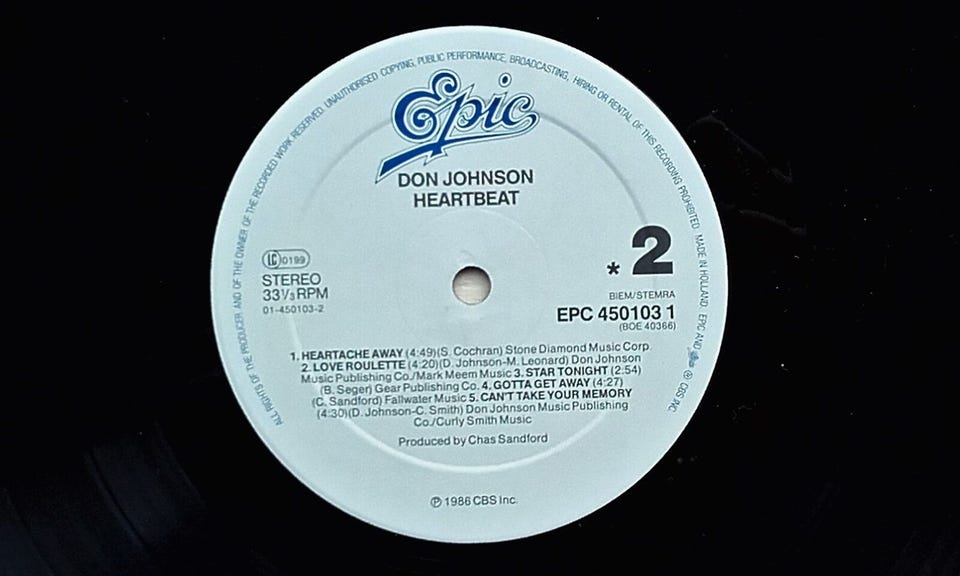 ALL RIGHTS OF THE PRODUCER AND OF THE OWNER OF THE RECORDED WORK RESERVED. UNAUTHORISED COPYING, PUBLIC PERFORMANCE, BROADCASTING, HIRING OR RENTAL OF THIS RECORDING PROHIBITED. MADE IN HOLLAND. EPC AND ℗ CBS INC
Epic
DON JOHNSON
HEARTBEAT
LC 0199
STEREO
33⅓ RPM
01-450103-2
* 2
BIEM/STEMRA
EPC 450103 1
(BOE 40366)
1. HEARTACHE AWAY (4:49)(S. Cochran) Stone Diamond Music Corp.
2. LOVE ROULETTE (4:20)(D. Johnson-M. Leonard) Don Johnson
Music Publishing Co./Mark Meem Music 3. STAR TONIGHT (2:54)
(B. Seger) Gear Publishing Co. 4. GOTTA GET AWAY (4:27)
(C. Sandford) Fallwater Music 5. CAN'T TAKE YOUR MEMORY
(4:30)(D. Johnson-C. Smith) Don Johnson Music Publishing
Co./Curly Smith Music
Produced by Chas Sandford
℗ 1986 CBS Inc.